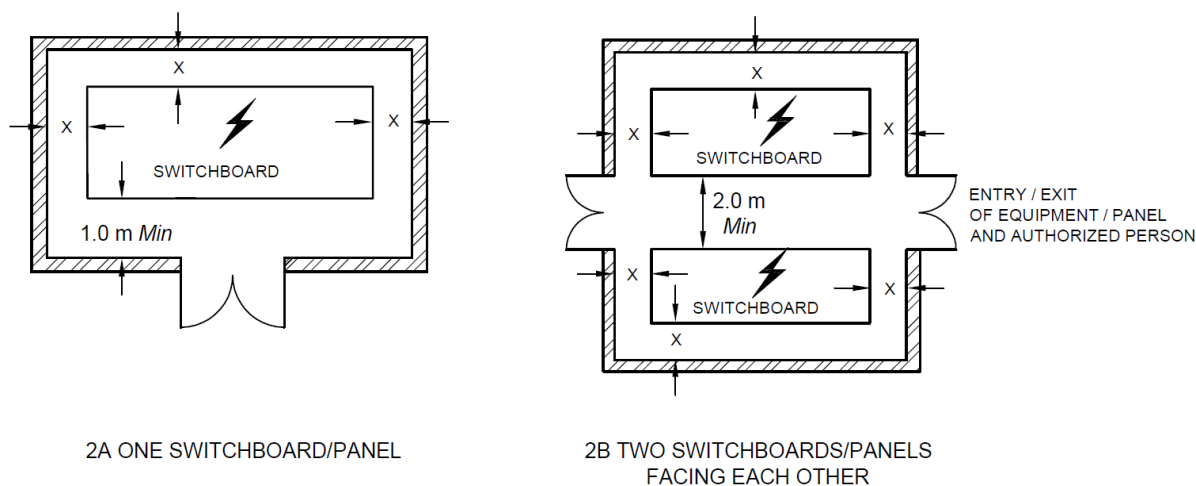 X
X
X
SWITCHBOARD
1.0 m Min
2A ONE SWITCHBOARD/PANEL
X
X
X
SWITCHBOARD
2.0 m
Min
ENTRY / EXIT
OF EQUIPMENT / PANEL
AND AUTHORIZED PERSON
X
X
SWITCHBOARD
X
2B TWO SWITCHBOARDS/PANELS
FACING EACH OTHER